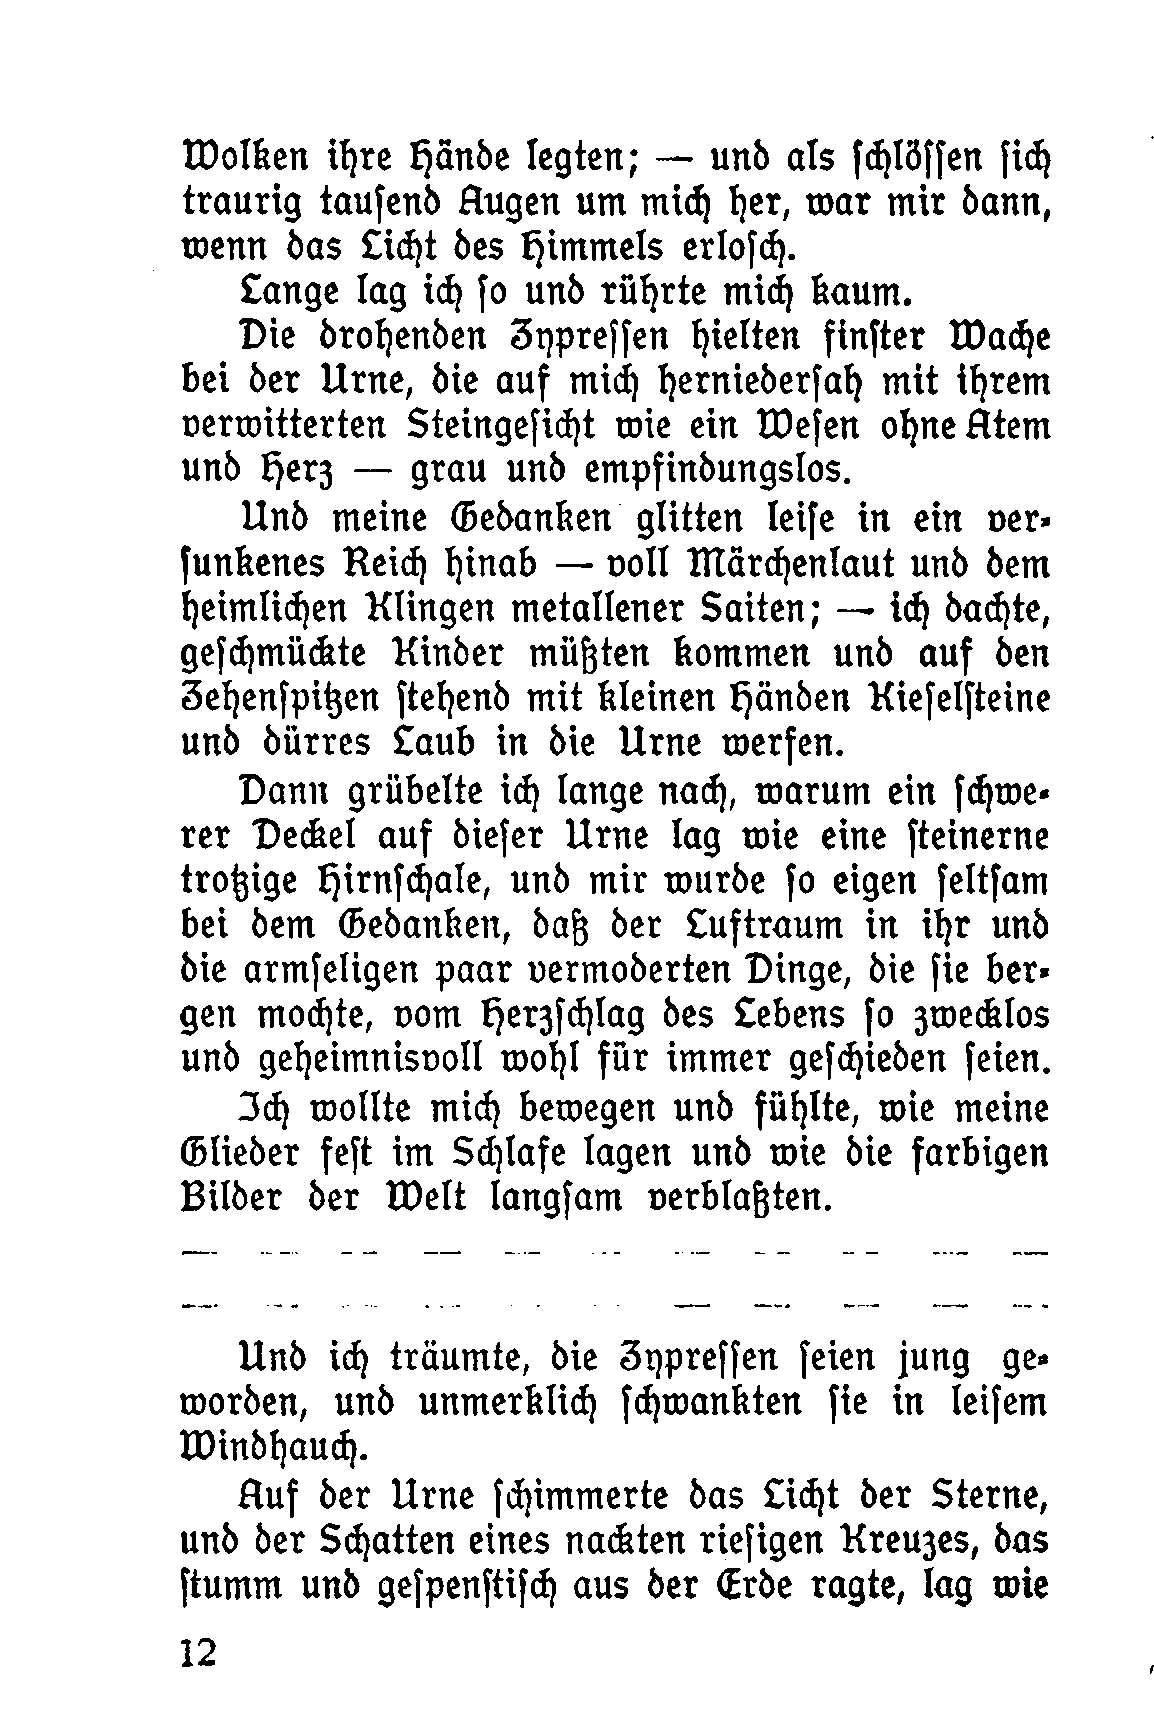 Wolken ihre Hände legten; — und als schlössen sich
traurig tausend Augen um mich her, war mir dann,
wenn das Licht des Himmels erlosch.
Lange lag ich so und rührte mich kaum.
Die drohenden Zypressen hielten finster Wache
bei der Urne, die auf mich herniedersah mit ihrem
verwitterten Steingesicht wie ein Wesen ohne Atem
und Herz — grau und empfindungslos.
Und meine Gedanken glitten leise in ein ver-
sunkenes Reich hinab — voll Märchenlaut und dem
heimlichen Klingen metallener Saiten; — ich dachte,
geschmückte Kinder müßten kommen und auf den
Zehenspitzen stehend mit kleinen Händen Kieselsteine
und dürres Laub in die Urne werfen.
Dann grübelte ich lange nach, warum ein schwe-
rer Deckel auf dieser Urne lag wie eine steinerne
trotzige Hirnschale, und mir wurde so eigen seltsam
bei dem Gedanken, daß der Luftraum in ihr und
die armseligen paar vermoderten Dinge, die sie ber-
gen mochte, vom Herzschlag des Lebens so zwecklos
und geheimnisvoll wohl für immer geschieden seien.
Ich wollte mich bewegen und fühlte, wie meine
Glieder fest im Schlafe lagen und wie die farbigen
Bilder der Welt langsam verblaßten.
— — — — — — — — — — —
— — — — — — — — — — —
Und ich träumte, die Zypressen seien jung ge-
worden, und unmerklich schwankten sie in leisem
Windhauch.
Auf der Urne schimmerte das Licht der Sterne,
und der Schatten eines nackten riesigen Kreuzes, das
stumm und gespenstisch aus der Erde ragte, lag wie
12